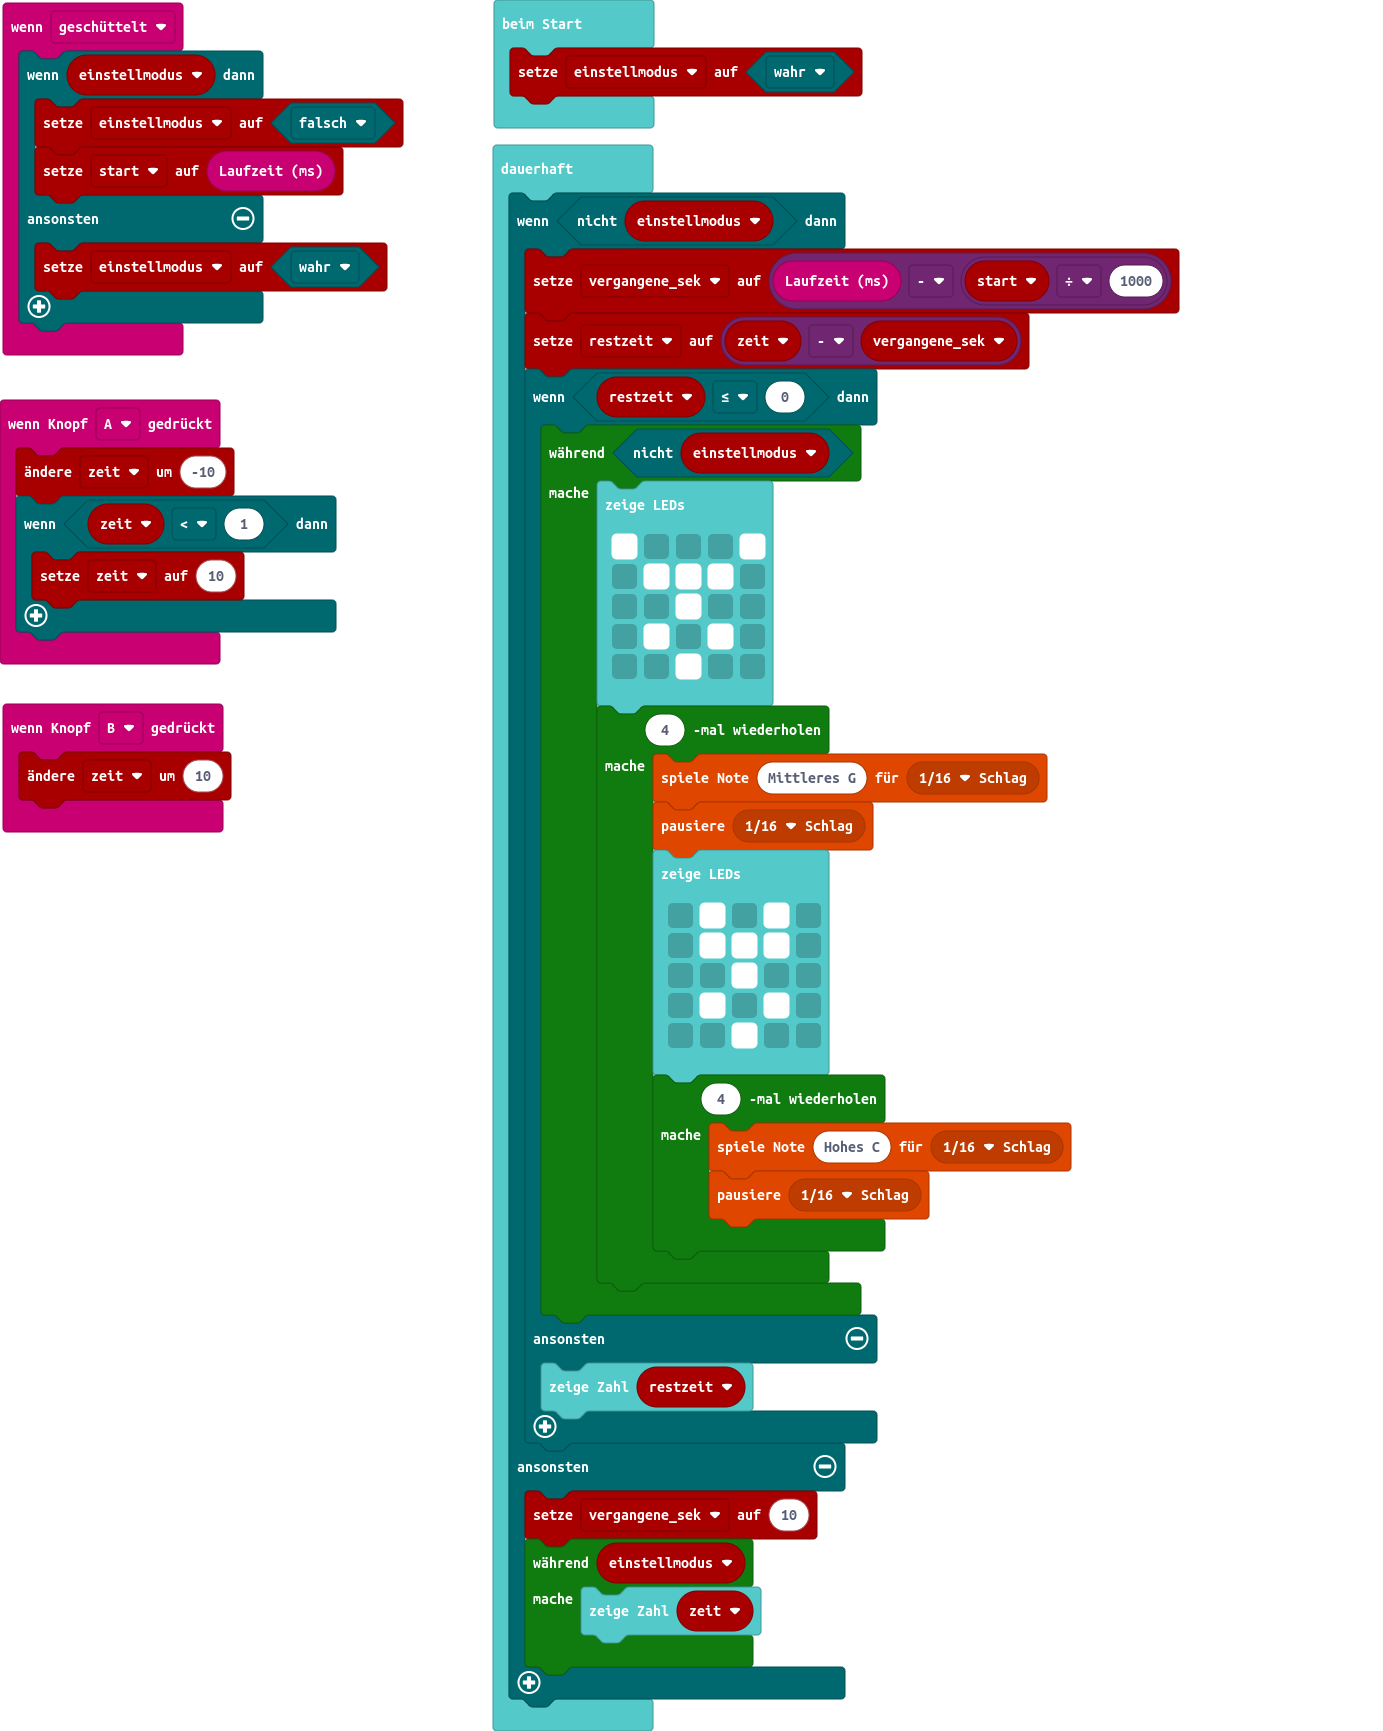 wenn geschüttelt
wenn einstellmodus dann
setze einstellmodus auf falsch
setze start auf Laufzeit (ms)
ansonsten
setze einstellmodus auf wahr
wenn Knopf A gedrückt
ändere zeit um -10
wenn zeit < 1 dann
setze zeit auf 10
wenn Knopf B gedrückt
ändere zeit um 10
beim Start
setze einstellmodus auf wahr
dauerhaft
wenn nicht einstellmodus dann
setze vergangene_sek auf Laufzeit (ms) - start ÷ 1000
setze restzeit auf zeit - vergangene_sek
wenn restzeit ≤ 0 dann
während nicht einstellmodus
mache
zeige LEDs
4 -mal wiederholen
mache
spiele Note Mittleres G für 1/16 Schlag
pausiere 1/16 Schlag
zeige LEDs
4 -mal wiederholen
mache
spiele Note Hohes C für 1/16 Schlag
pausiere 1/16 Schlag
ansonsten
zeige Zahl restzeit
ansonsten
setze vergangene_sek auf 10
während einstellmodus
mache
zeige Zahl zeit